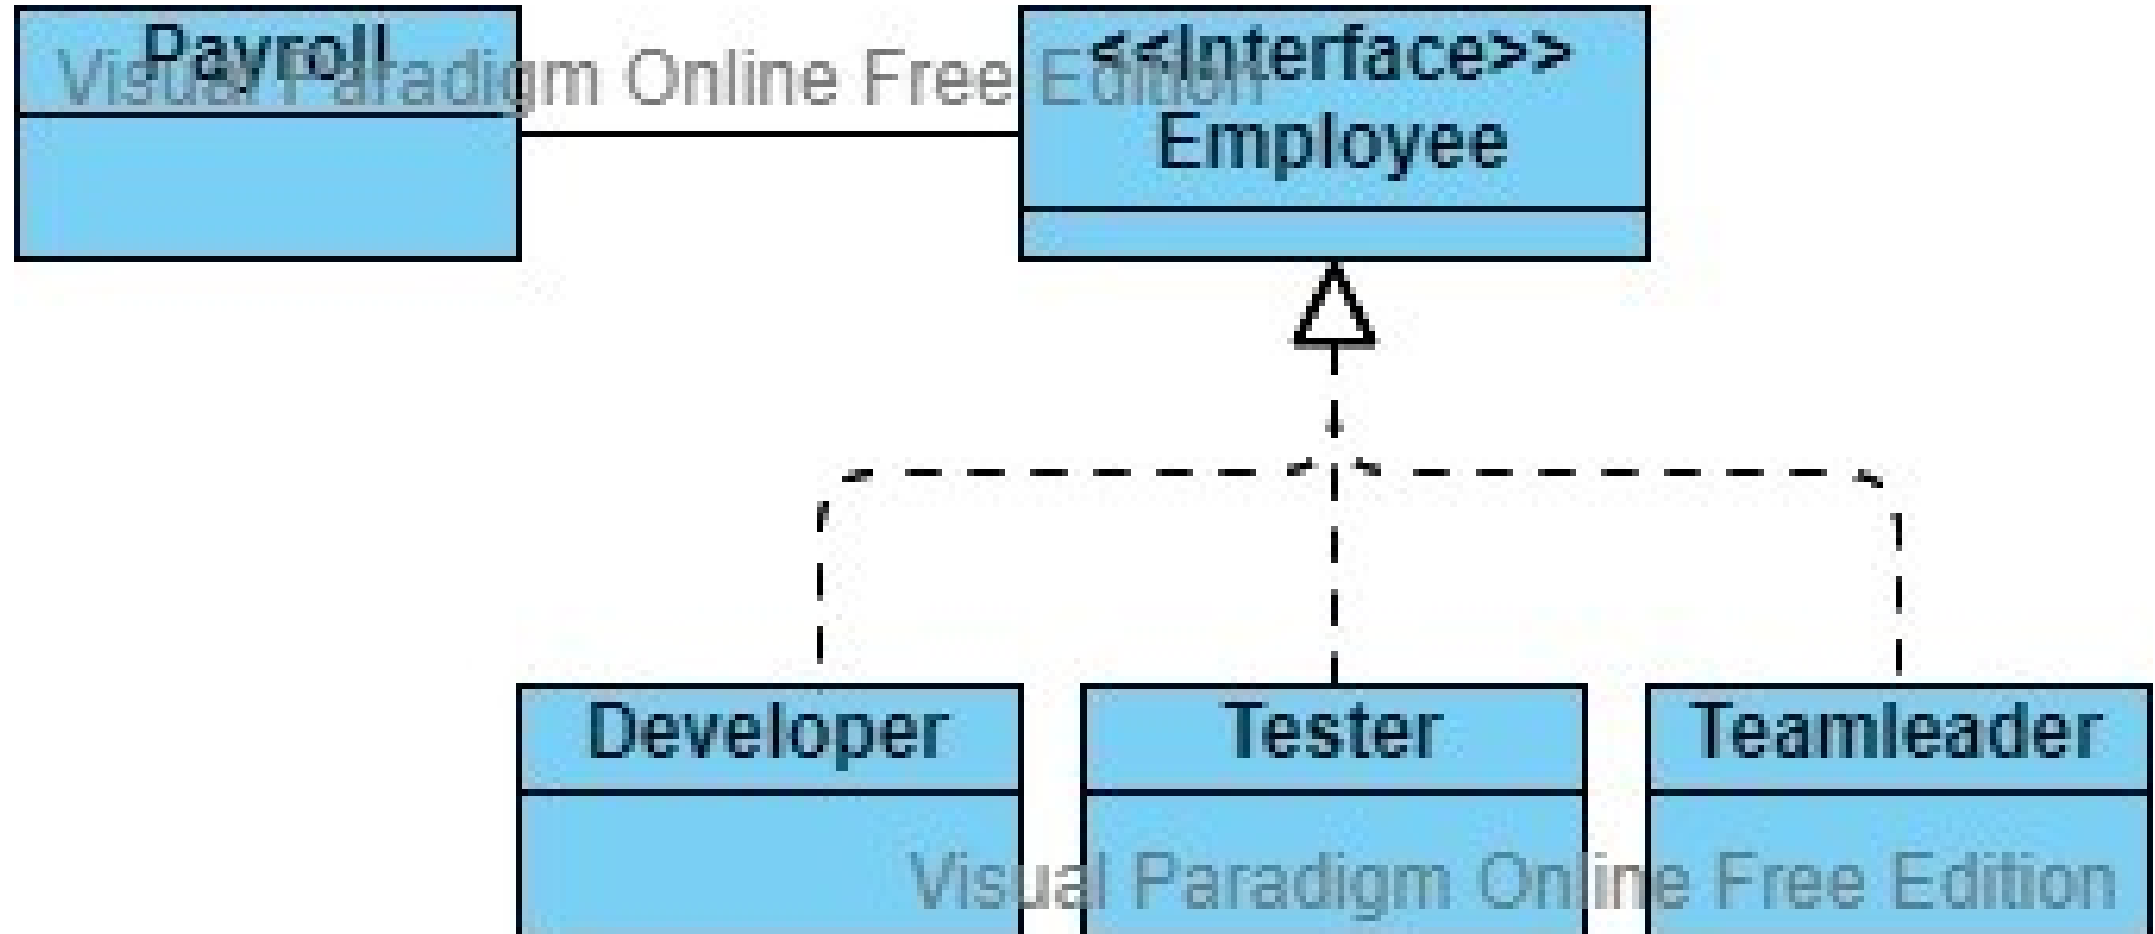 Payroll
Visual Paradigm Online Free Edition
<<Interface>>
Employee
Developer
Tester
Teamleader
Visual Paradigm Online Free Edition